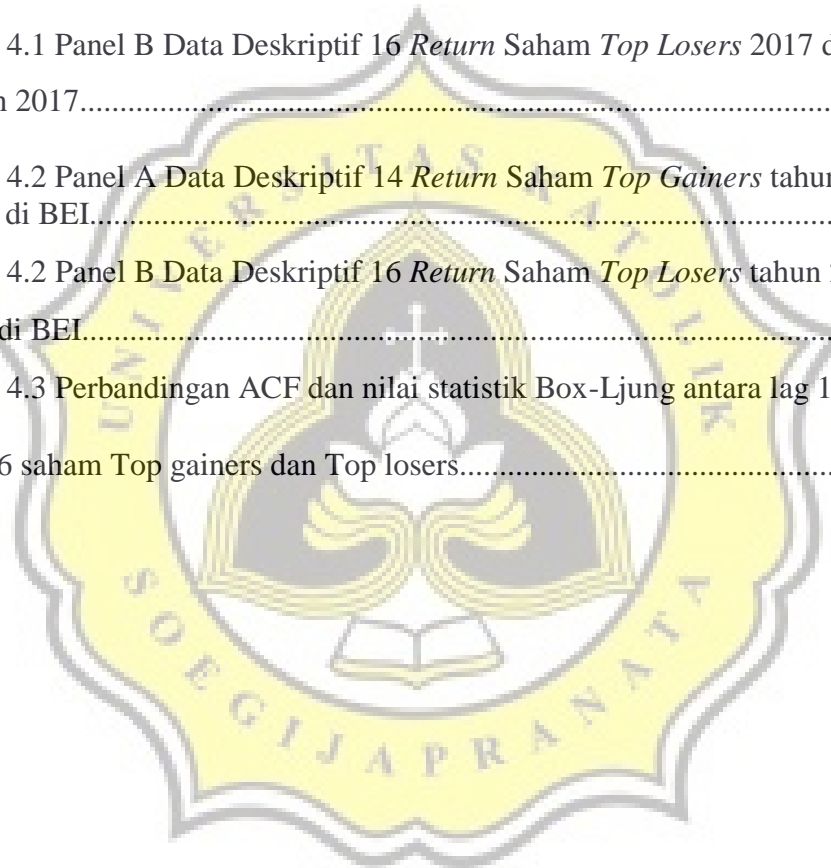 4.1 Panel B Data Deskriptif 16 Return Saham Top Losers 2017 d
n 2017................................................................................
4.2 Panel A Data Deskriptif 14 Return Saham Top Gainers tahun
di BEI................................................................................
4.2 Panel B Data Deskriptif 16 Return Saham Top Losers tahun
di BEI................................................................................
4.3 Perbandingan ACF dan nilai statistik Box-Ljung antara lag 1
6 saham Top gainers dan Top losers................................................
UNIVERSITAS KATOLIK
SOEGIJAPRANATA